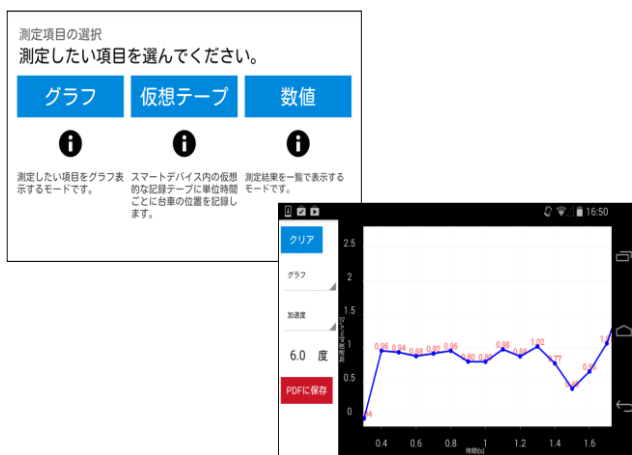 測定項目の選択
測定したい項目を選んでください。
グラフ
仮想テープ
数値
測定したい項目をグラフ表
示するモードです。
スマートデバイス内の仮想
的な記録テープに単位時間
ごとに台車の位置を記録し
ます。
測定結果を一覧で表示する
モードです。
16:50
クリア
グラフ
加速度
6.0 度
PDFに保存
2.5
2
1.5
1
0.5
0
0.96
0.94
0.88
0.92
0.96
0.80
0.80
0.98
0.88
1.02
0.77
0.4
0.6
0.8
1
1.2
1.4
1.6
時間[s]